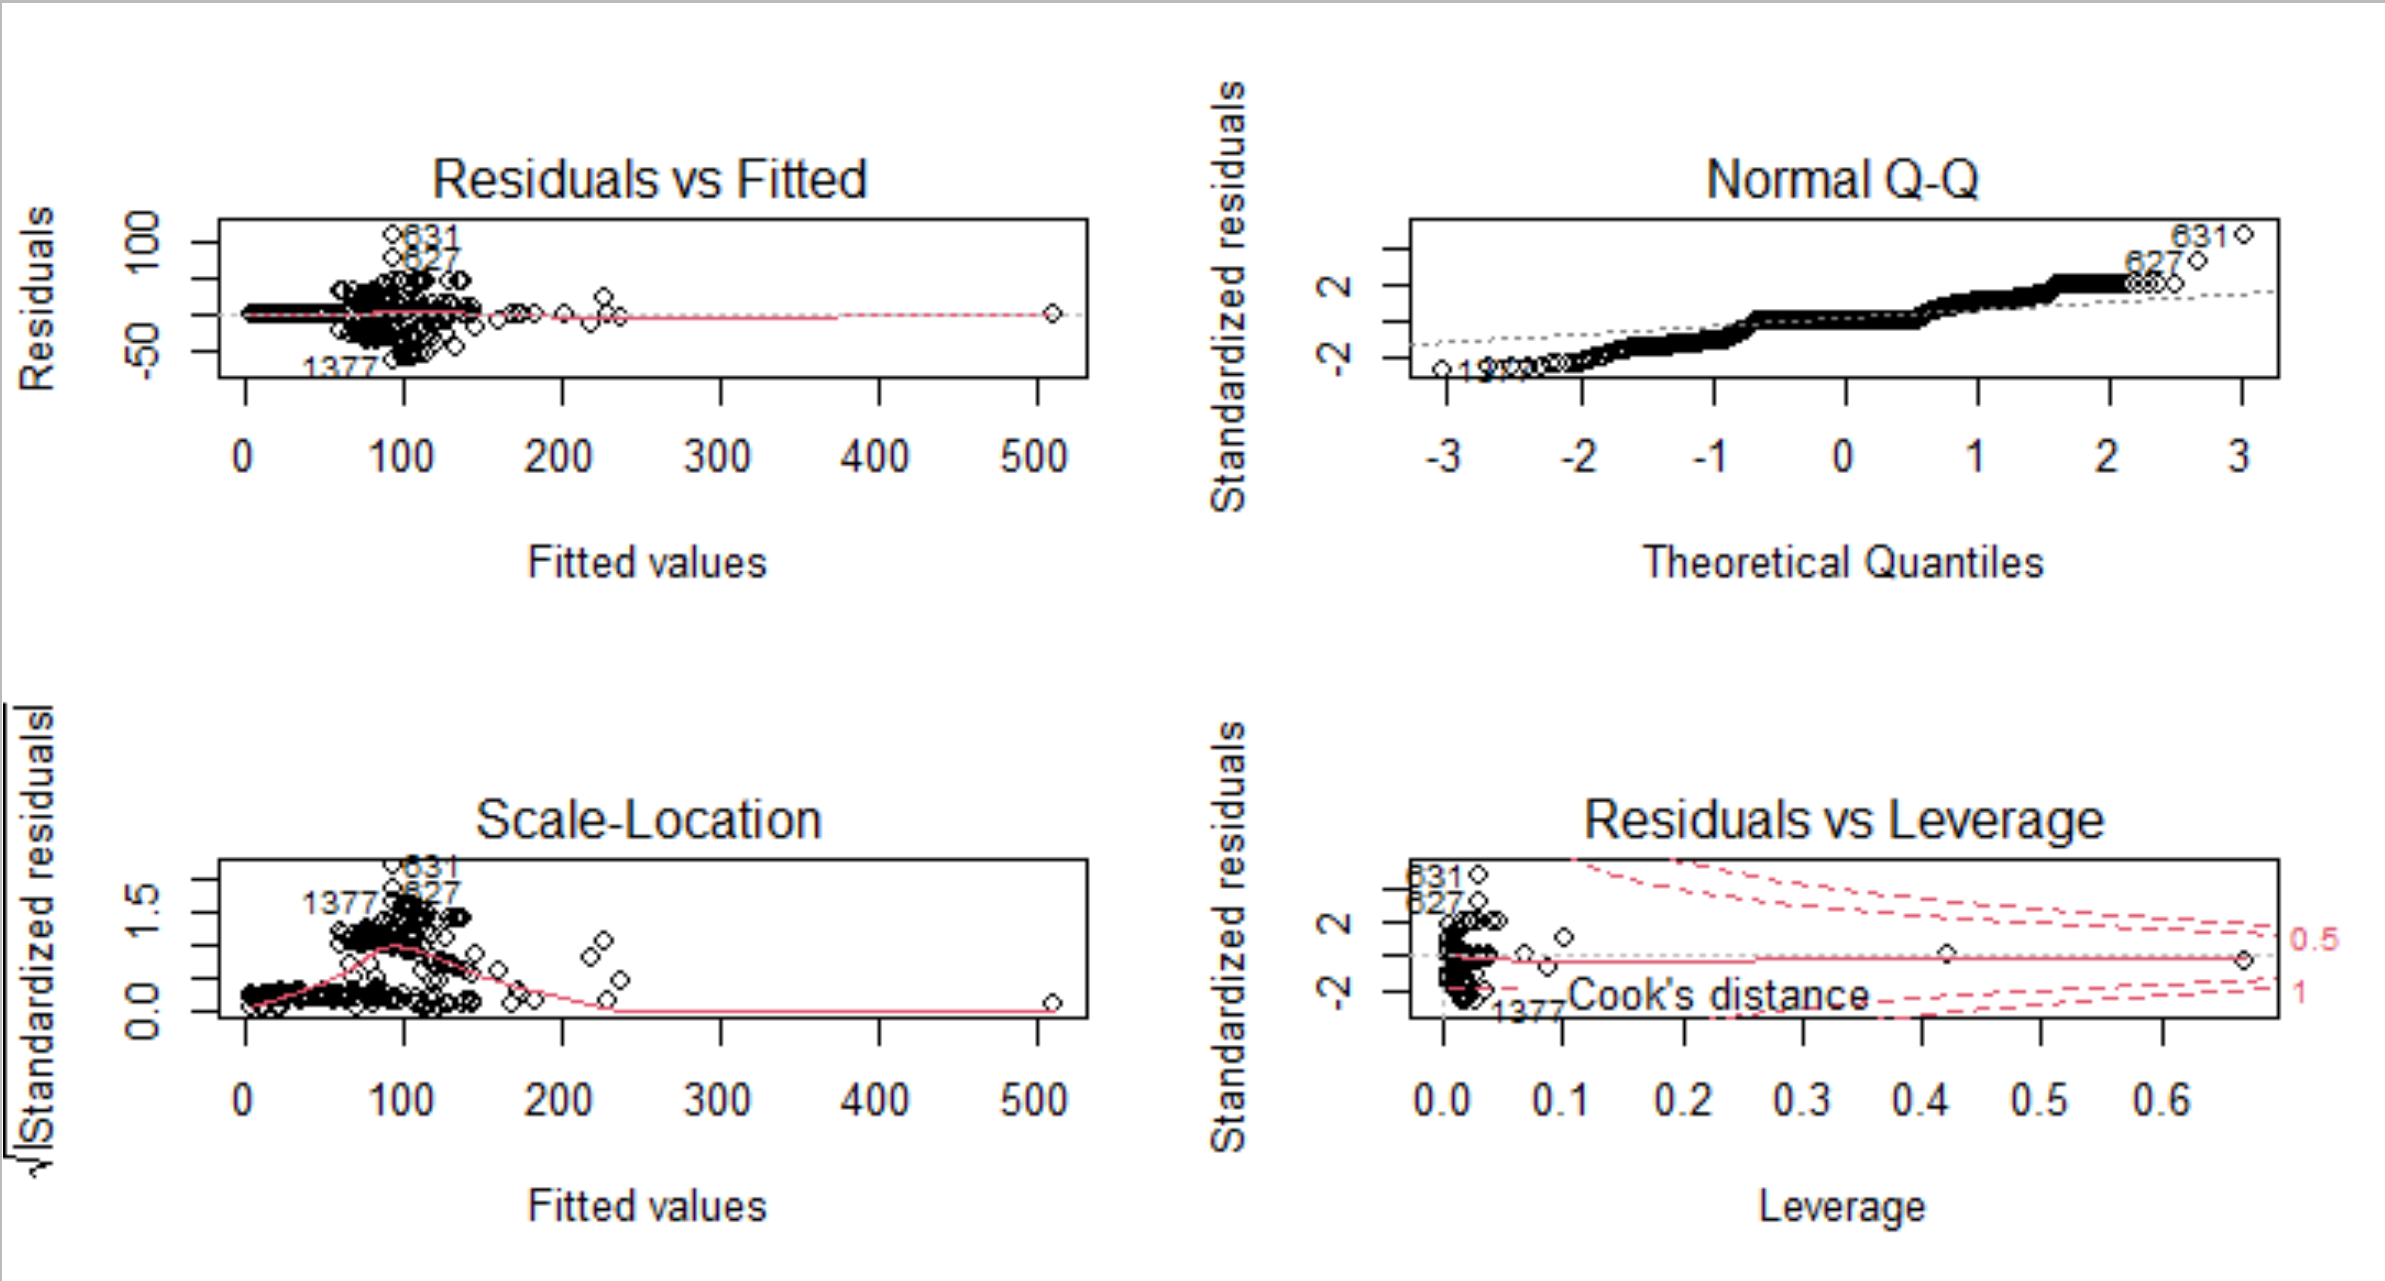 Residuals vs Fitted
Residuals
100
-50
631
627
1377
0 100 200 300 400 500
Fitted values
Normal Q-Q
Standardized residuals
2
-2
631
627
1377
-3 -2 -1 0 1 2 3
Theoretical Quantiles
Scale-Location
√|Standardized residuals|
1.5
0.0
631
627
1377
0 100 200 300 400 500
Fitted values
Residuals vs Leverage
Standardized residuals
2
-2
631
627
1377
Cook's distance
0.5
1
0.0 0.1 0.2 0.3 0.4 0.5 0.6
Leverage